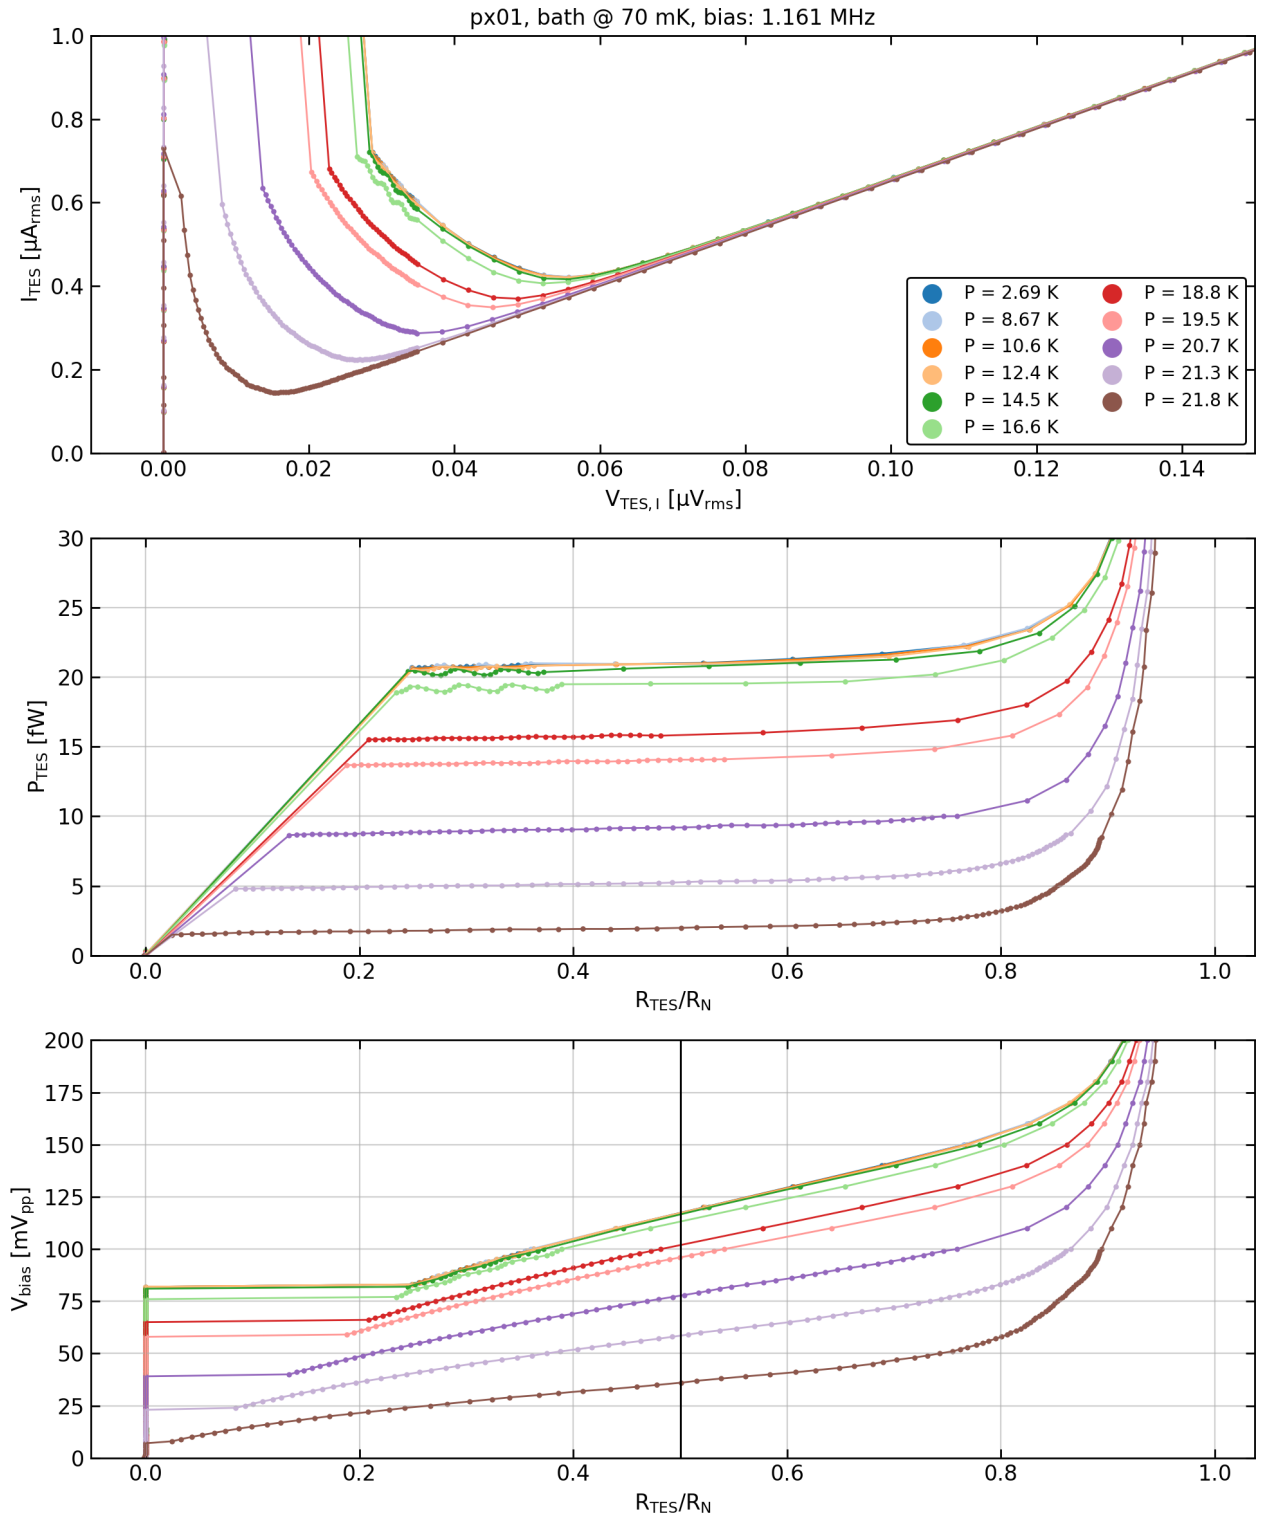 px01, bath @ 70 mK, bias: 1.161 MHz
1.0
0.8
0.6
0.4
0.2
0.0
I_TES [µA_rms]
0.00 0.02 0.04 0.06 0.08 0.10 0.12 0.14
V_TES, I [µV_rms]
P = 2.69 K
P = 8.67 K
P = 10.6 K
P = 12.4 K
P = 14.5 K
P = 16.6 K
P = 18.8 K
P = 19.5 K
P = 20.7 K
P = 21.3 K
P = 21.8 K
30
25
20
15
10
5
0
P_TES [fW]
0.0 0.2 0.4 0.6 0.8 1.0
R_TES/R_N
200
175
150
125
100
75
50
25
0
V_bias [mV_pp]
0.0 0.2 0.4 0.6 0.8 1.0
R_TES/R_N